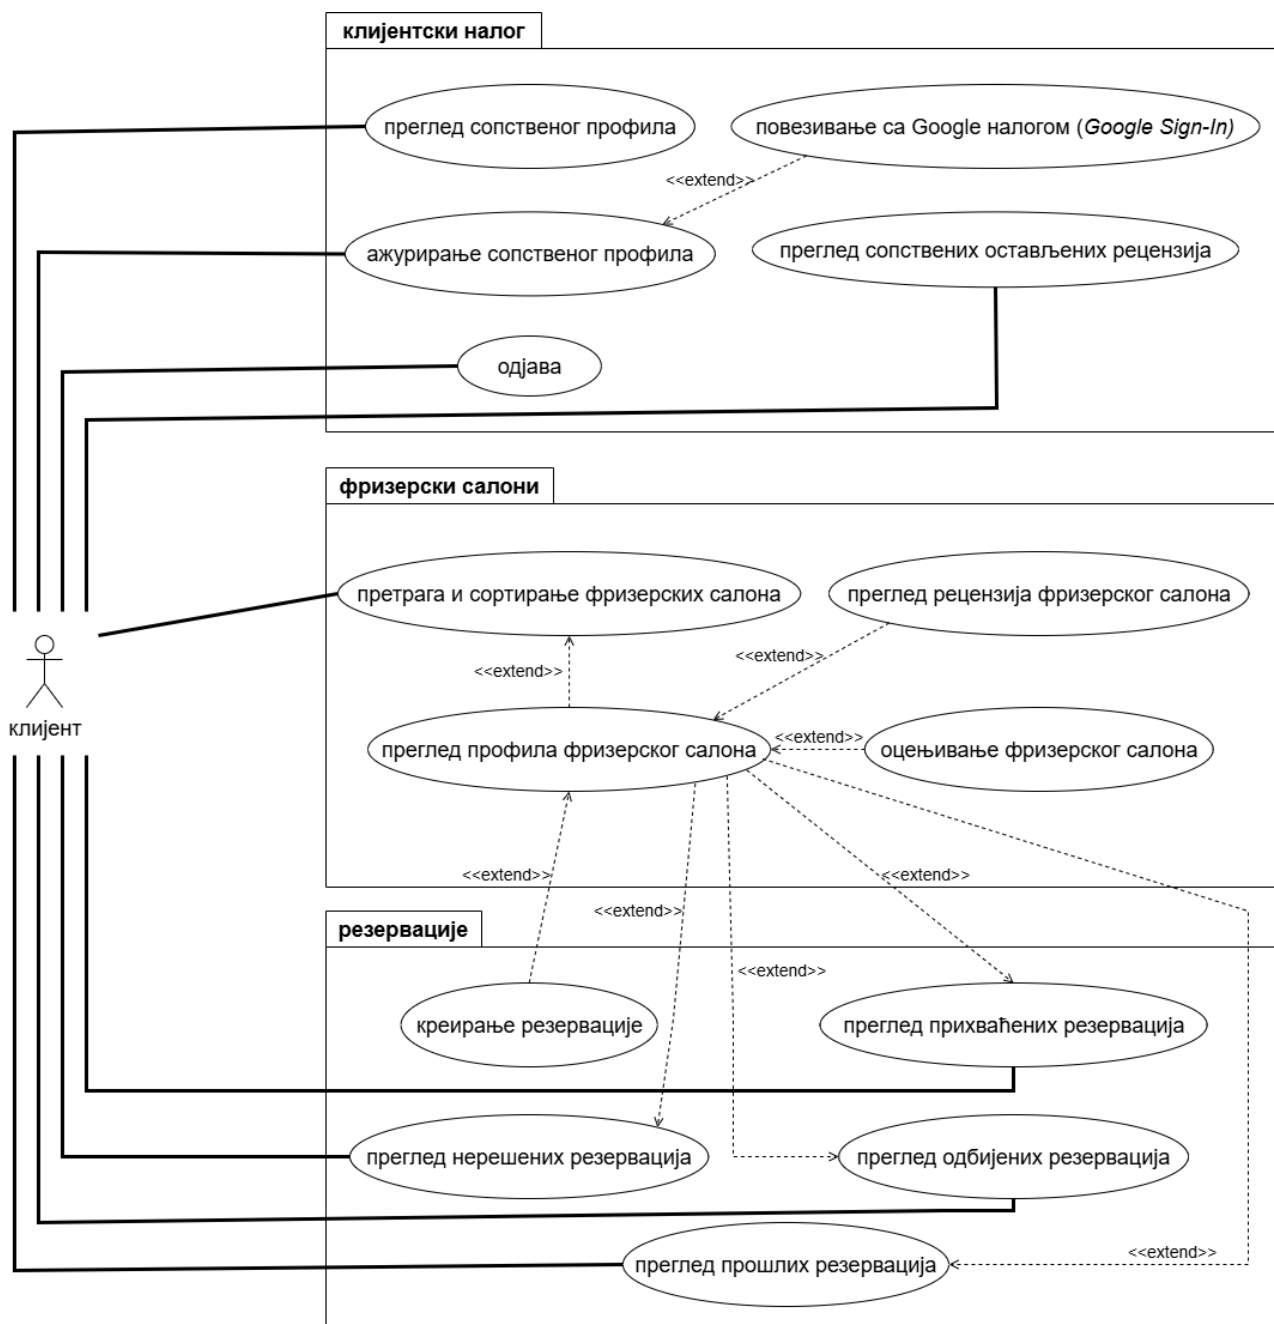 клијентски налог
преглед сопственог профила
повезивање са Google налогом (Google Sign-In)
<<extend>>
ажурирање сопственог профила
преглед сопствених остављених рецензија
одјава
фризерски салони
претрага и сортирање фризерских салона
преглед рецензија фризерског салона
<<extend>>
<<extend>>
клијент
преглед профила фризерског салона
<<extend>>
оцењивање фризерског салона
<<extend>>
<<extend>>
<<extend>>
резервације
<<extend>>
креирање резервације
преглед прихваћених резервација
преглед нерешених резервација
преглед одбијених резервација
<<extend>>
преглед прошлих резервација